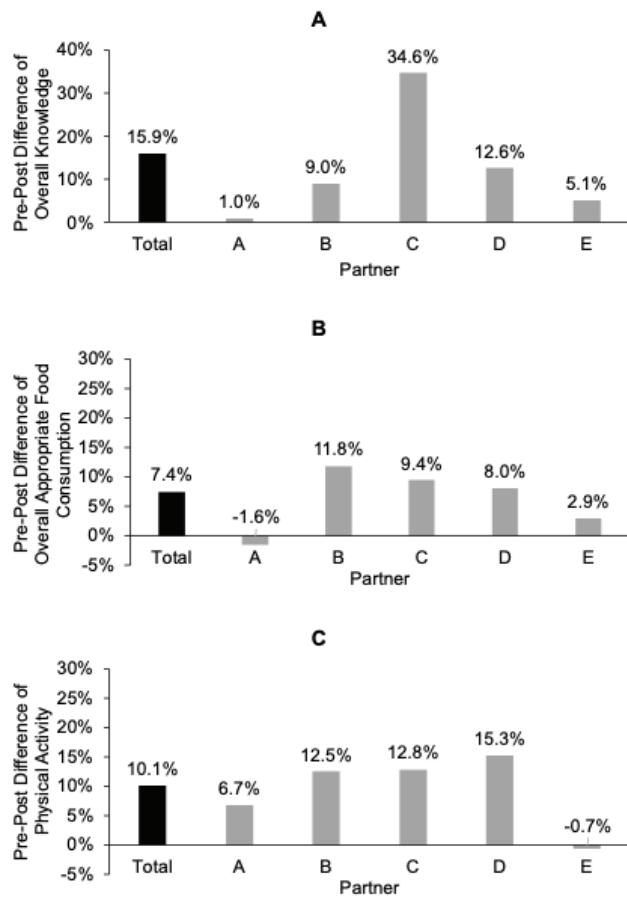 A
Pre-Post Difference of
Overall Knowledge
40%
30%
20%
10%
0%
15.9%
1.0%
9.0%
34.6%
12.6%
5.1%
Total A B C D E
Partner
B
Pre-Post Difference of
Overall Appropriate Food
Consumption
30%
25%
20%
15%
10%
5%
0%
-5%
7.4%
-1.6%
11.8%
9.4%
8.0%
2.9%
Total A B C D E
Partner
C
Pre-Post Difference of
Physical Activity
30%
25%
20%
15%
10%
5%
0%
-5%
10.1%
6.7%
12.5%
12.8%
15.3%
-0.7%
Total A B C D E
Partner